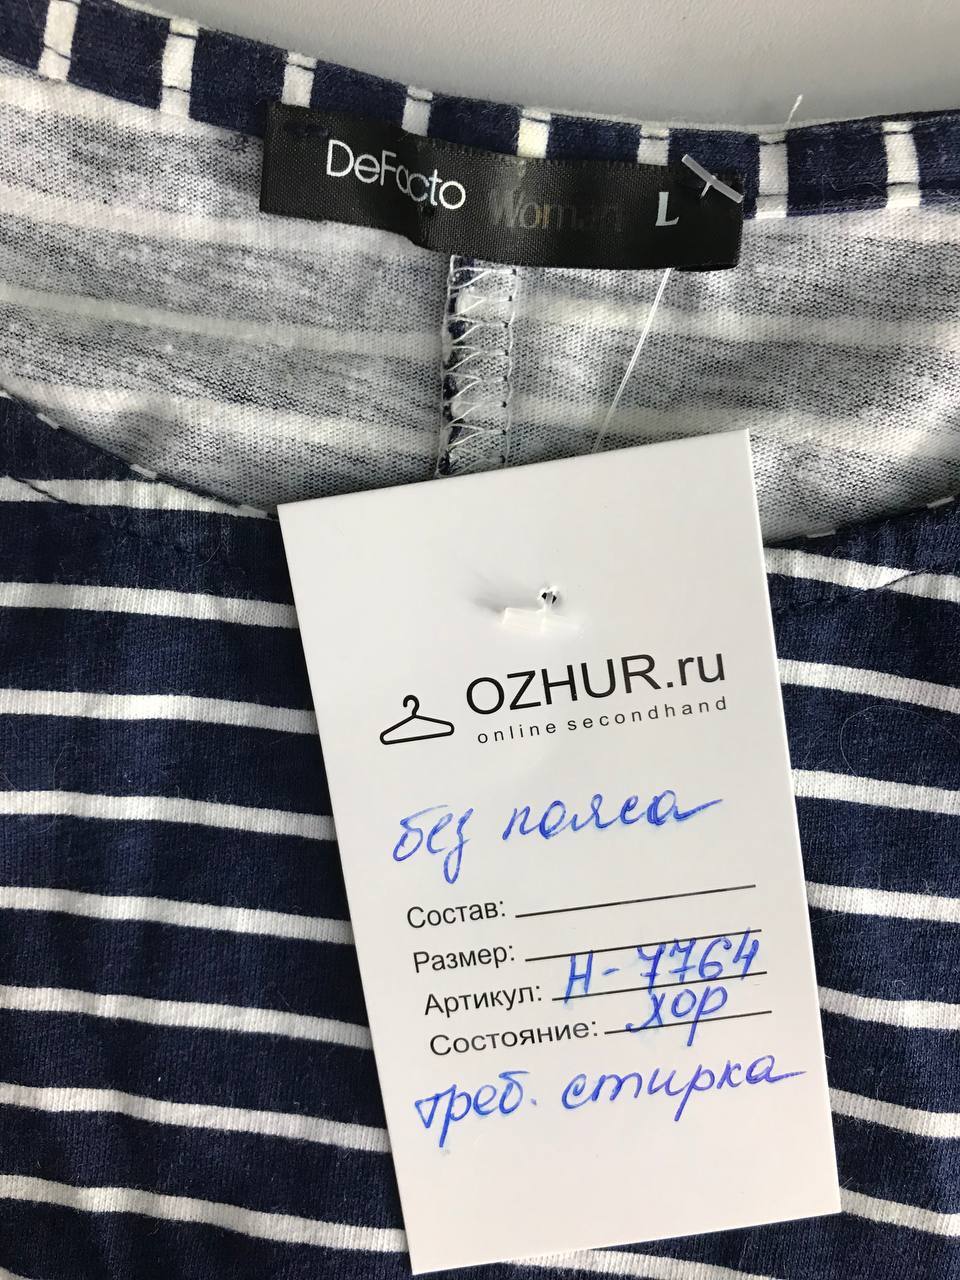 DeFacto Woman L
OZHUR.ru
online secondhand
без пояса
Состав:
Размер:
Артикул: Н-7764
Состояние: хор
треб. стирка